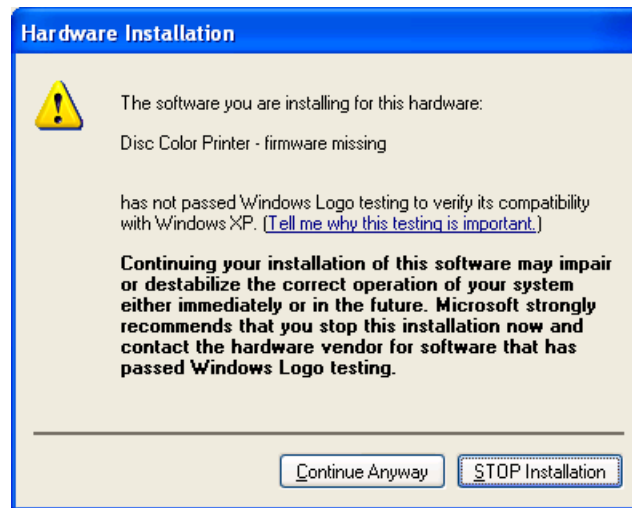 Hardware Installation
The software you are installing for this hardware:
Disc Color Printer - firmware missing
has not passed Windows Logo testing to verify its compatibility
with Windows XP. (Tell me why this testing is important.)
Continuing your installation of this software may impair
or destabilize the correct operation of your system
either immediately or in the future. Microsoft strongly
recommends that you stop this installation now and
contact the hardware vendor for software that has
passed Windows Logo testing.
Continue Anyway
STOP Installation